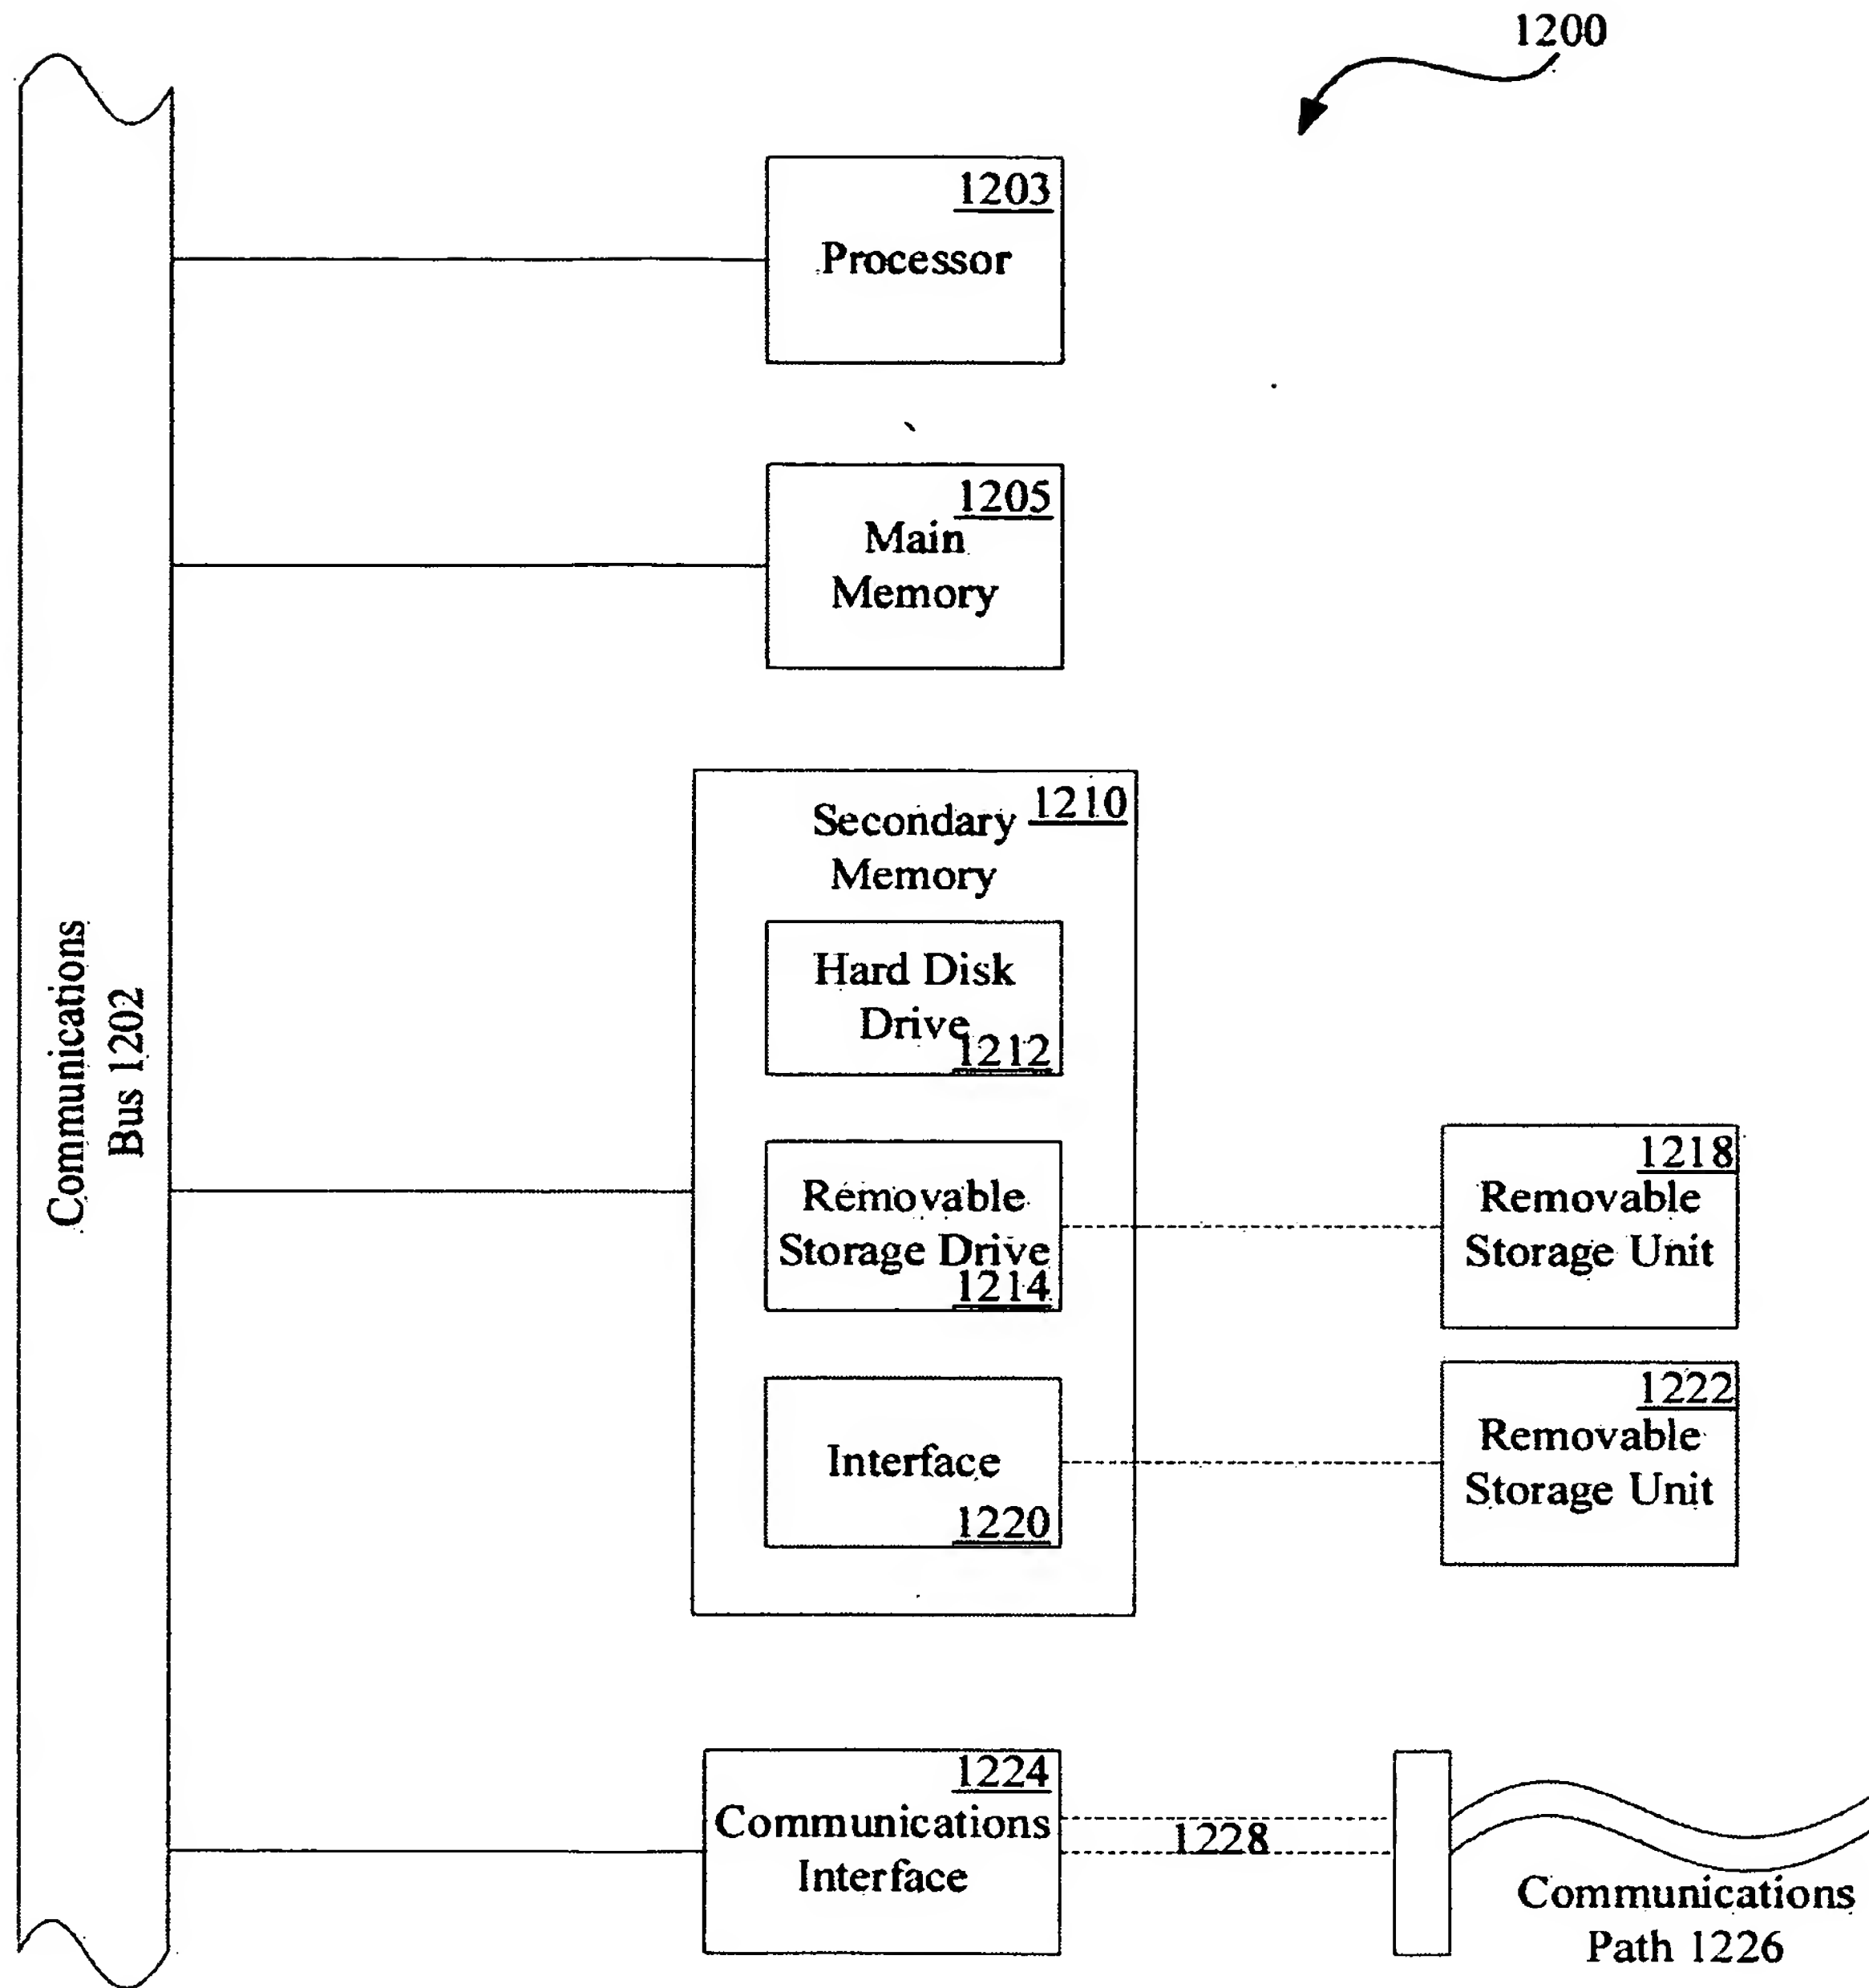 1200
1203
Processor
1205
Main
Memory
Communications
Bus 1202
1210
Secondary
Memory
Hard Disk
Drive
1212
Removable
Storage Drive
1214
Interface
1220
1218
Removable
Storage Unit
1222
Removable
Storage Unit
1224
Communications
Interface
1228
Communications
Path 1226